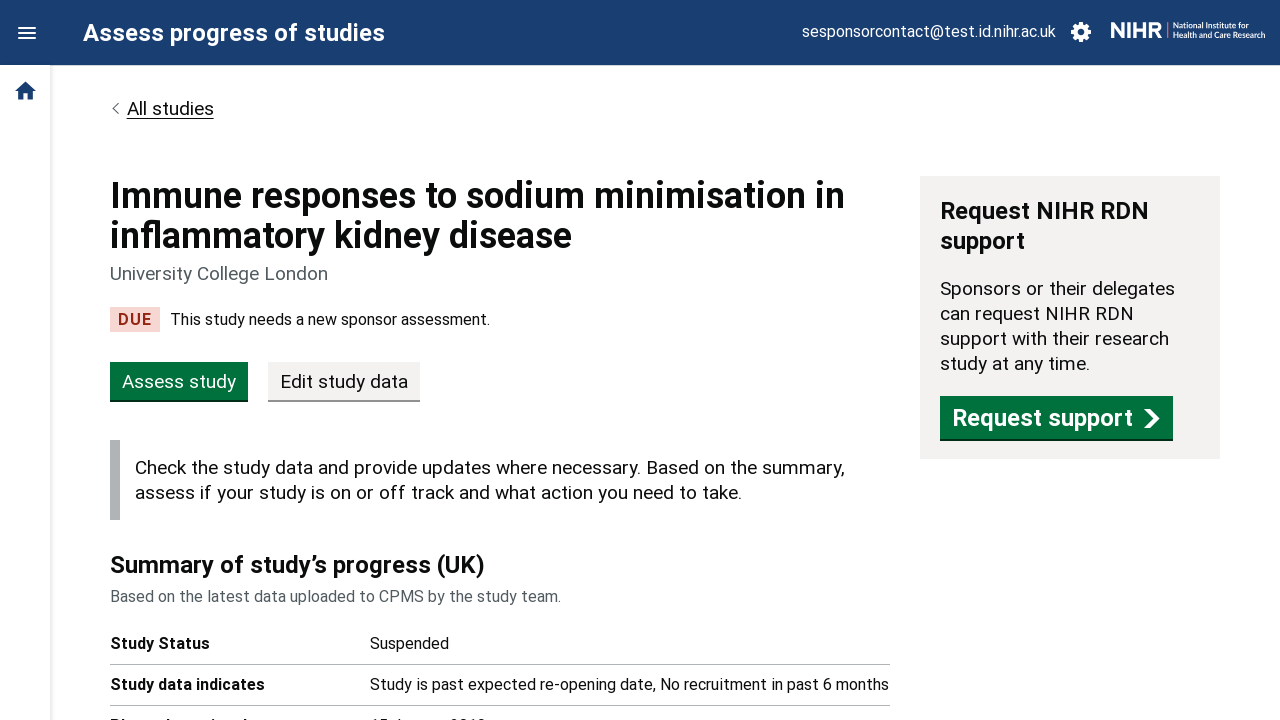 Assess progress of studies
sesponsorcontact@test.id.nihr.ac.uk
NIHR
National Institute for
Health and Care Research
All studies
Immune responses to sodium minimisation in
inflammatory kidney disease
University College London
DUE
This study needs a new sponsor assessment.
Assess study
Edit study data
Check the study data and provide updates where necessary. Based on the summary,
assess if your study is on or off track and what action you need to take.
Summary of study’s progress (UK)
Based on the latest data uploaded to CPMS by the study team.
Study Status
Suspended
Study data indicates
Study is past expected re-opening date, No recruitment in past 6 months
Request NIHR RDN
support
Sponsors or their delegates
can request NIHR RDN
support with their research
study at any time.
Request support